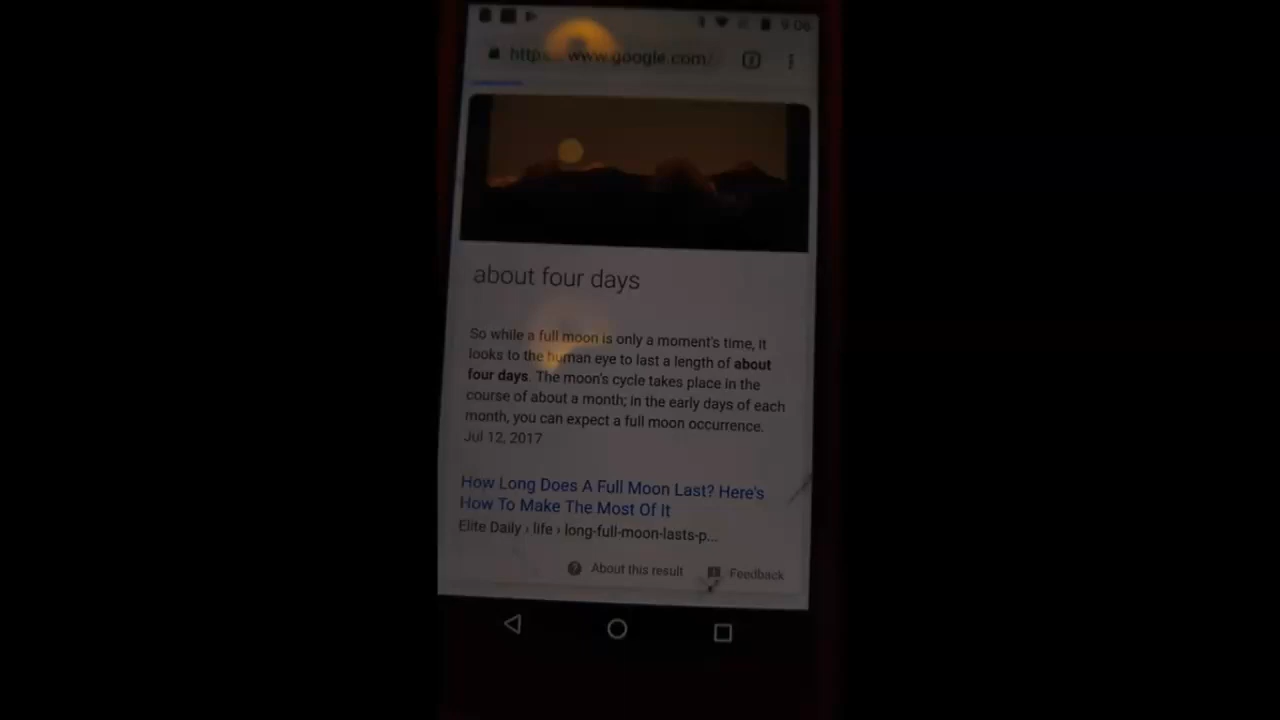 9:06
www.google.com/
about four days
So while a full moon is only a moment's time, it
looks to the human eye to last a length of about
four days. The moon's cycle takes place in the
course of about a month; in the early days of each
month, you can expect a full moon occurrence.
Jul 12, 2017
How Long Does A Full Moon Last? Here's
How To Make The Most Of It
Elite Daily › life › long-full-moon-lasts-p...
About this result Feedback